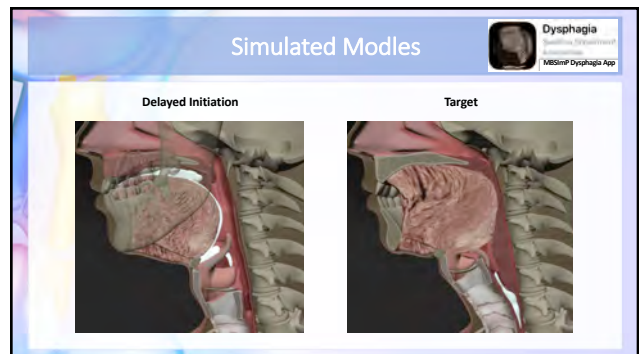 Simulated Modles
Dysphagia
MBSImP Dysphagia App
Delayed Initiation
Target